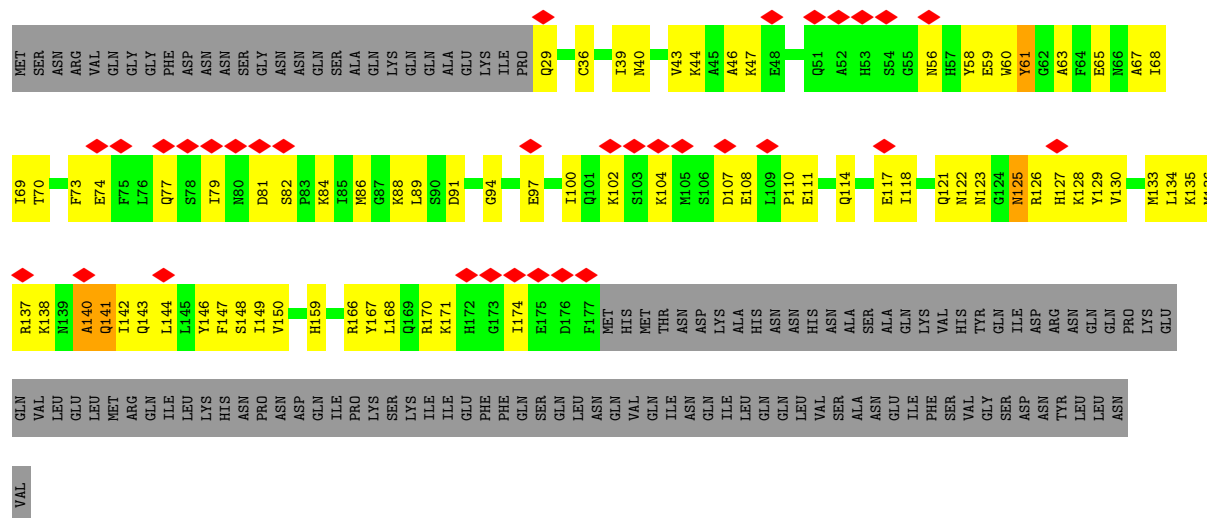 MET SER ASN ARG VAL GLN GLY GLY PHE ASP ASN ASN SER GLY ASN ASN GLN SER ALA GLN LYS GLN GLN ALA GLU LYS ILE PRO Q29 C36 I39 N40 V43 K44 A45 A46 K47 E48 Q51 A52 H53 S54 G55 N56 H57 Y58 E59 W60 Y61 G62 A63 F64 E65 N66 A67 I68
I69 T70 F73 E74 F75 L76 Q77 S78 I79 N80 D81 S82 P83 K84 I85 M86 G87 K88 L89 S90 D91 G94 E97 I100 Q101 K102 S103 K104 M105 S106 D107 E108 L109 P110 E111 Q114 E117 I118 Q121 N122 N123 G124 N125 R126 H127 K128 Y129 V130 M133 L134 K135
R137 K138 N139 A140 Q141 I142 Q143 L144 L145 Y146 F147 S148 I149 V150 H159 R166 Y167 L168 Q169 R170 K171 H172 G173 I174 E175 D176 F177 MET HIS MET THR ASN ASP LYS ALA HIS ASN ASN HIS ASN ALA SER ALA GLN LYS VAL HIS TYR GLN ILE ASP ARG ASN GLN GLN PRO LYS GLU
GLN VAL LEU GLU LEU MET ARG GLN ILE LEU LYS HIS ASN PRO ASN ASP GLN ILE PRO LYS SER LYS ILE ILE GLU PHE PHE GLN SER GLN LEU ASN GLN VAL GLN ILE ASN GLN ILE LEU GLN GLN LEU VAL SER ALA ASN GLU ILE PHE SER VAL GLY SER ASP ASN TYR LEU LEU ASN
VAL